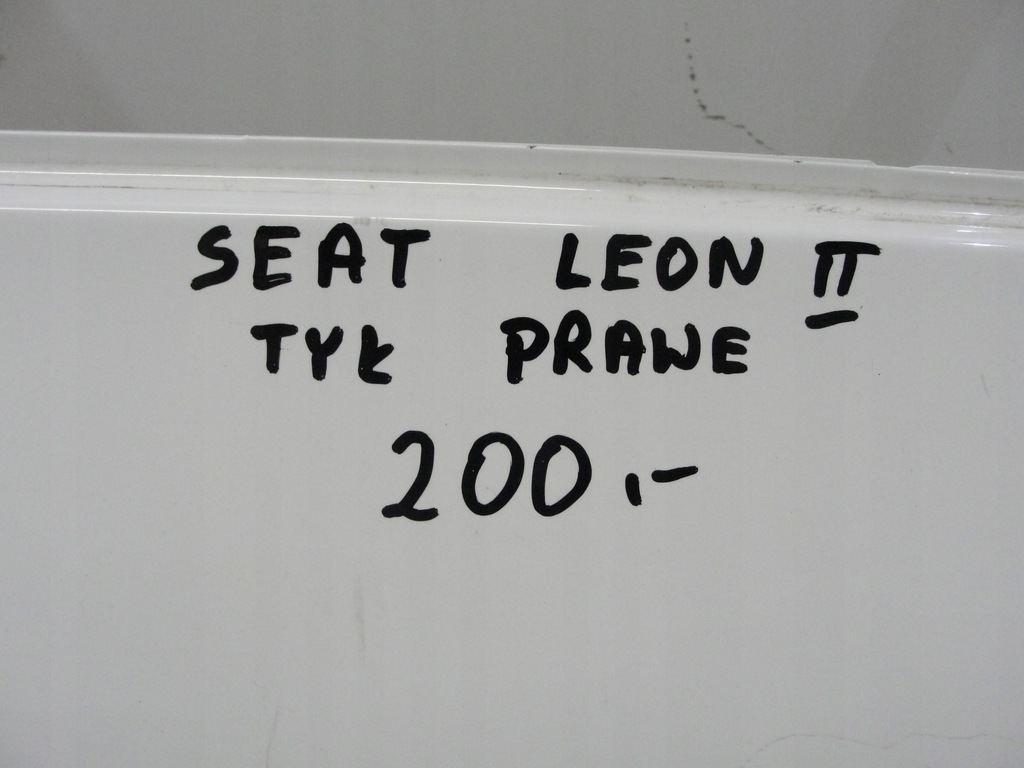 SEAT LEON II
TYŁ PRAWE
200.-